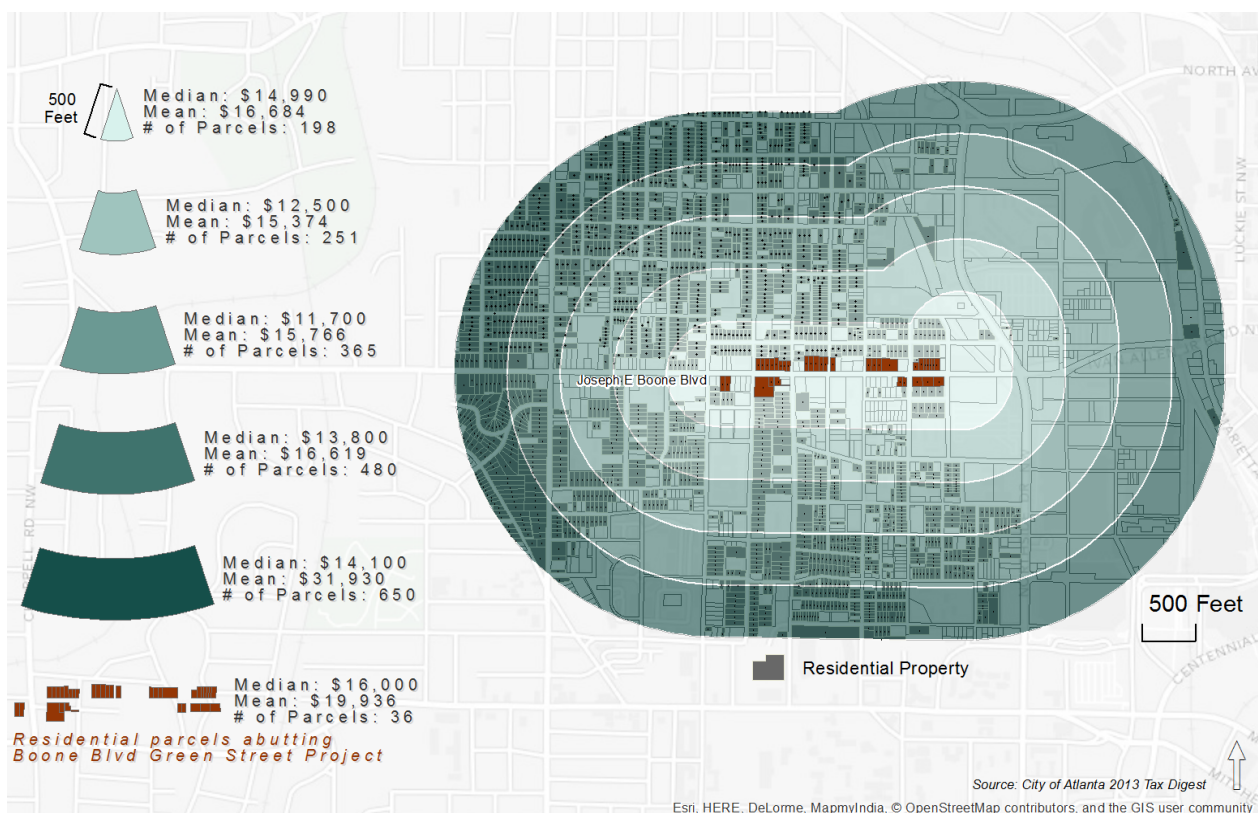 500
Feet
Median: $14,990
Mean: $16,684
# of Parcels: 198
Median: $12,500
Mean: $15,374
# of Parcels: 251
Median: $11,700
Mean: $15,766
# of Parcels: 365
Median: $13,800
Mean: $16,619
# of Parcels: 480
Median: $14,100
Mean: $31,930
# of Parcels: 650
Median: $16,000
Mean: $19,936
# of Parcels: 36
Residential parcels abutting
Boone Blvd Green Street Project
NORTH AV
LUCKIE ST NW
Joseph E Boone Blvd
RD NW
MARIETT
CENTENNIAL
500 Feet
Residential Property
Source: City of Atlanta 2013 Tax Digest
Esri, HERE, DeLorme, MapmyIndia, © OpenStreetMap contributors, and the GIS user community